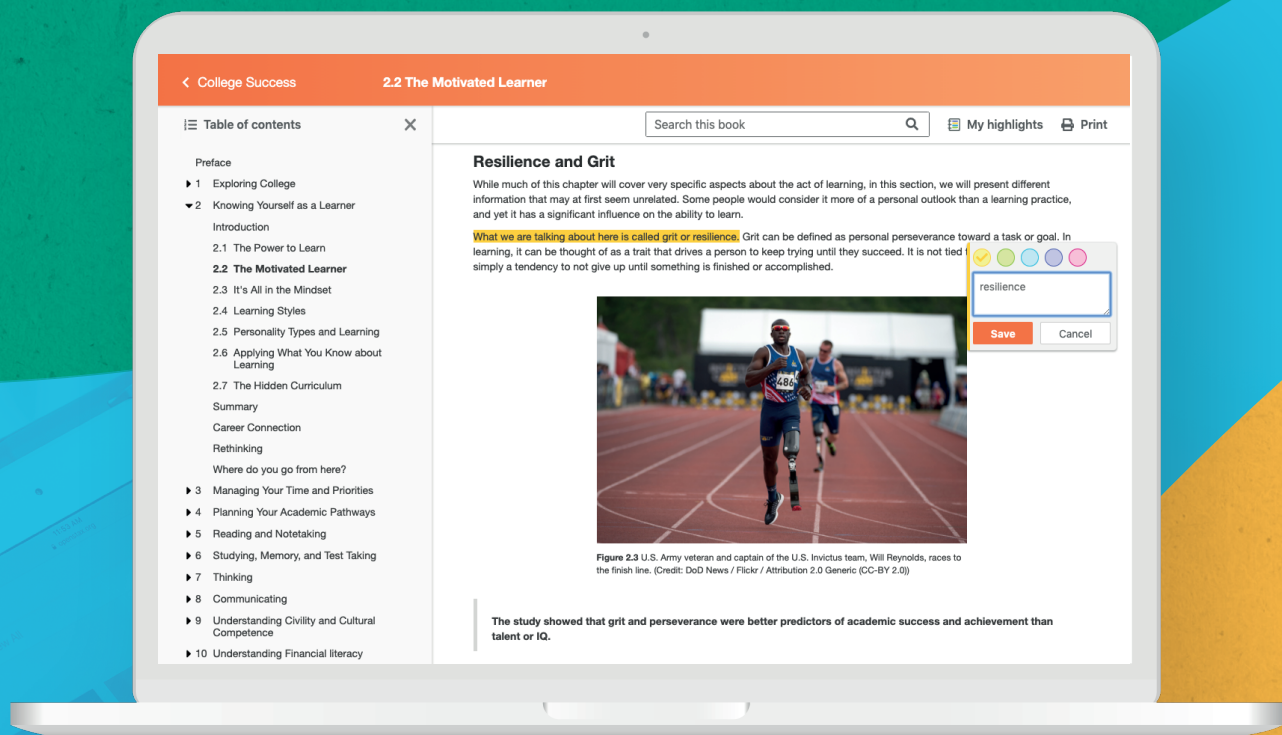 College Success
2.2 The Motivated Learner
Table of contents
Search this book
My highlights
Print
Preface
1 Exploring College
2 Knowing Yourself as a Learner
Introduction
2.1 The Power to Learn
2.2 The Motivated Learner
2.3 It's All in the Mindset
2.4 Learning Styles
2.5 Personality Types and Learning
2.6 Applying What You Know about
Learning
2.7 The Hidden Curriculum
Summary
Career Connection
Rethinking
Where do you go from here?
3 Managing Your Time and Priorities
4 Planning Your Academic Pathways
5 Reading and Notetaking
6 Studying, Memory, and Test Taking
7 Thinking
8 Communicating
9 Understanding Civility and Cultural
Competence
10 Understanding Financial literacy
Resilience and Grit
While much of this chapter will cover very specific aspects about the act of learning, in this section, we will present different
information that may at first seem unrelated. Some people would consider it more of a personal outlook than a learning practice,
and yet it has a significant influence on the ability to learn.
What we are talking about here is called grit or resilience. Grit can be defined as personal perseverance toward a task or goal. In
learning, it can be thought of as a trait that drives a person to keep trying until they succeed. It is not tied
simply a tendency to not give up until something is finished or accomplished.
resilience
Save
Cancel
486
Figure 2.3 U.S. Army veteran and captain of the U.S. Invictus team, Will Reynolds, races to
the finish line. (Credit: DoD News / Flickr / Attribution 2.0 Generic (CC-BY 2.0))
The study showed that grit and perseverance were better predictors of academic success and achievement than
talent or IQ.